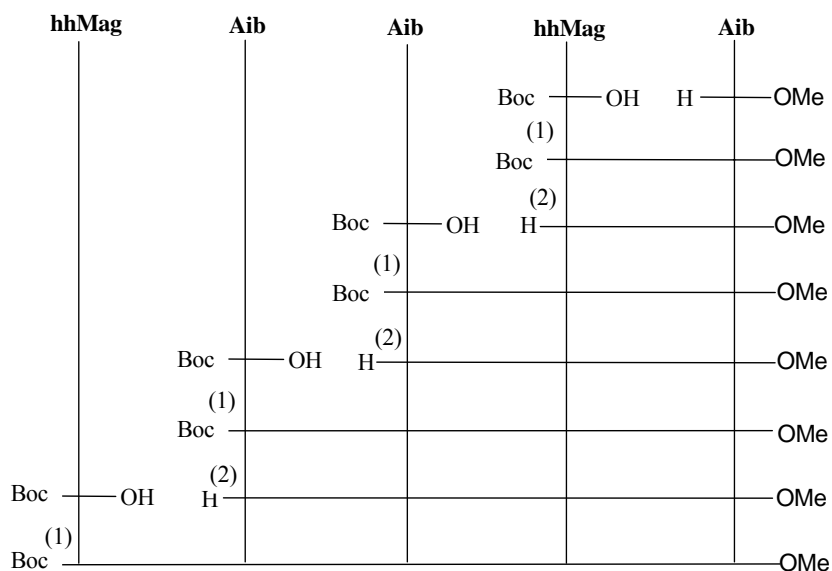 hhMag Aib Aib hhMag Aib
Boc OH H OMe
(1)
Boc OMe
(2)
Boc OH H OMe
(1)
Boc OMe
(2)
Boc OH H OMe
(1)
Boc OMe
(2)
Boc OH H OMe
(1)
Boc OMe